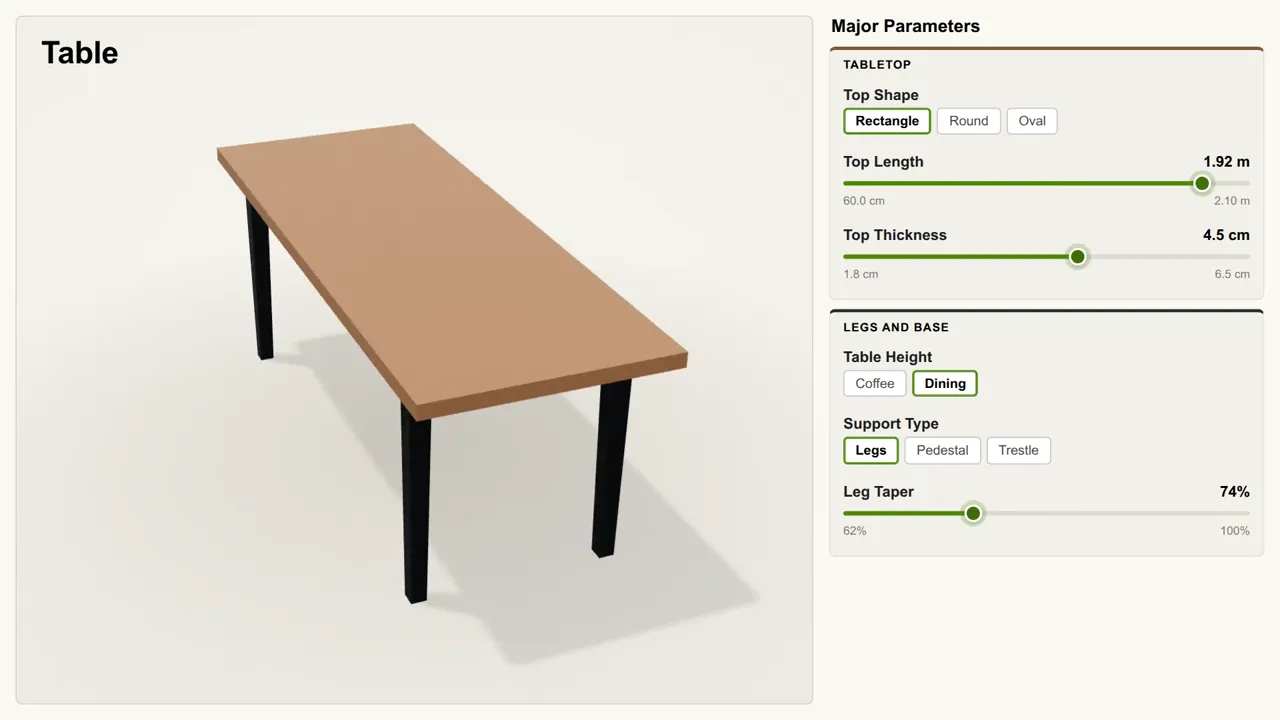 Table
Major Parameters
TABLETOP
Top Shape
Rectangle Round Oval
Top Length 1.92 m
60.0 cm 2.10 m
Top Thickness 4.5 cm
1.8 cm 6.5 cm
LEGS AND BASE
Table Height
Coffee Dining
Support Type
Legs Pedestal Trestle
Leg Taper 74%
62% 100%